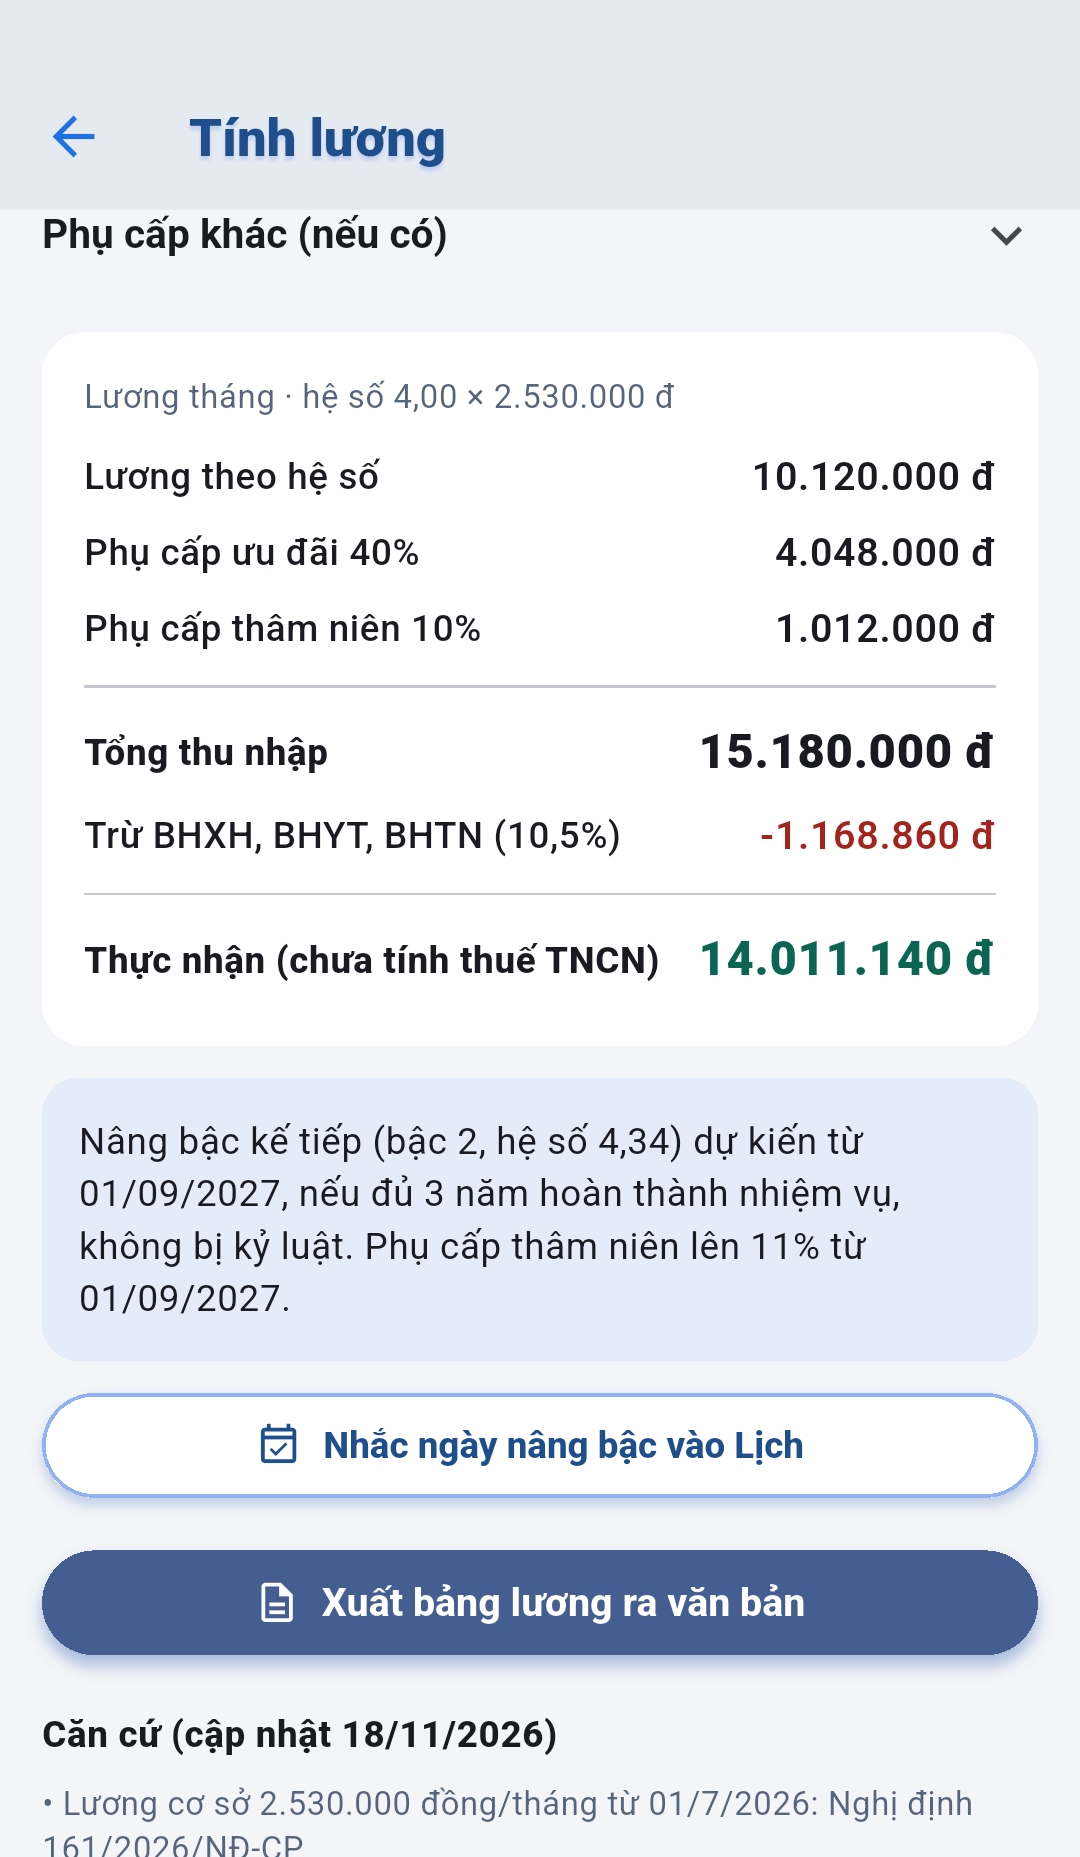 Tính lương
Phụ cấp khác (nếu có)
Lương tháng · hệ số 4,00 × 2.530.000 đ
Lương theo hệ số 10.120.000 đ
Phụ cấp ưu đãi 40% 4.048.000 đ
Phụ cấp thâm niên 10% 1.012.000 đ
Tổng thu nhập 15.180.000 đ
Trừ BHXH, BHYT, BHTN (10,5%) -1.168.860 đ
Thực nhận (chưa tính thuế TNCN) 14.011.140 đ
Nâng bậc kế tiếp (bậc 2, hệ số 4,34) dự kiến từ
01/09/2027, nếu đủ 3 năm hoàn thành nhiệm vụ,
không bị kỷ luật. Phụ cấp thâm niên lên 11% từ
01/09/2027.
Nhắc ngày nâng bậc vào Lịch
Xuất bảng lương ra văn bản
Căn cứ (cập nhật 18/11/2026)
• Lương cơ sở 2.530.000 đồng/tháng từ 01/7/2026: Nghị định
161/2026/NĐ-CP